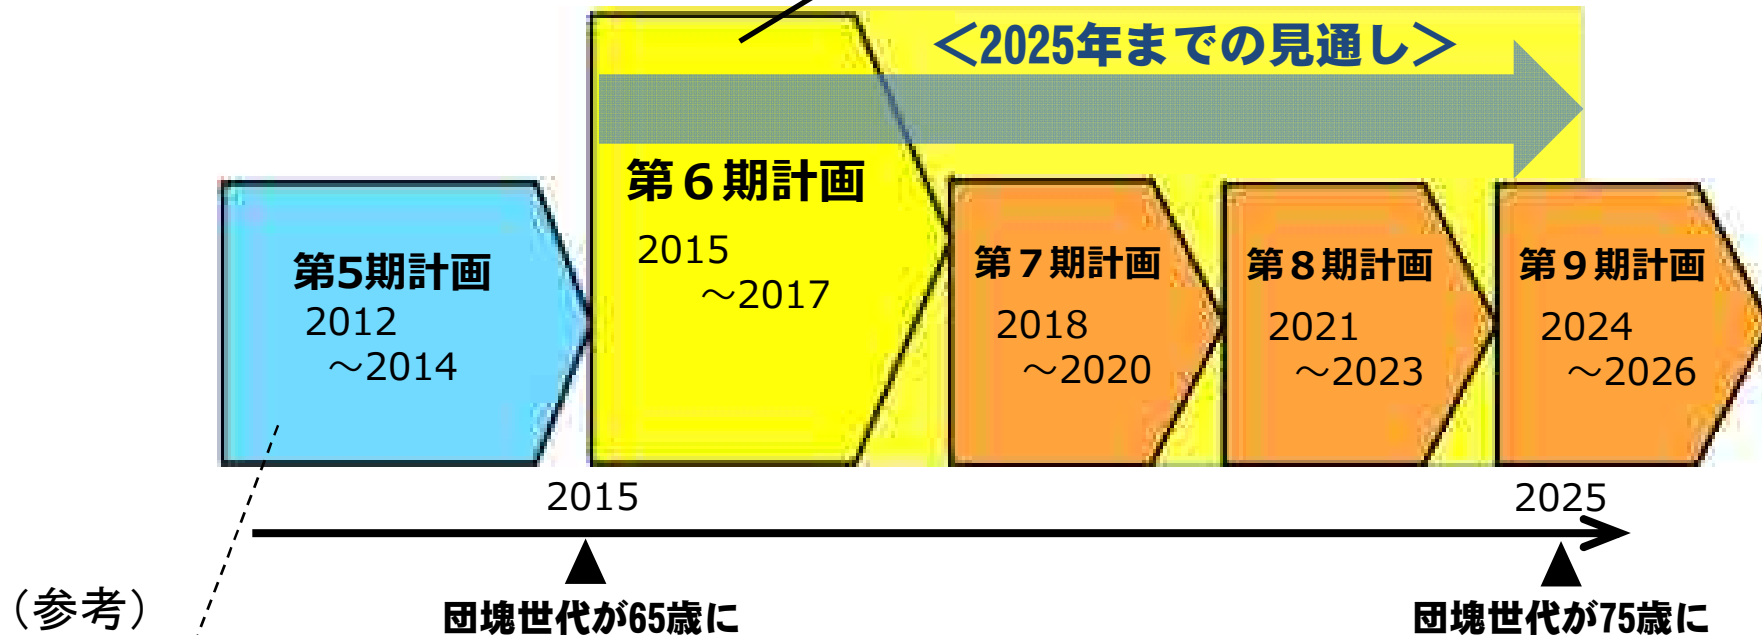 ＜2025年までの見通し＞
第5期計画
2012
～2014
第６期計画
2015
～2017
第７期計画
2018
～2020
第８期計画
2021
～2023
第９期計画
2024
～2026
2015
2025
（参考）
団塊世代が65歳に
団塊世代が75歳に